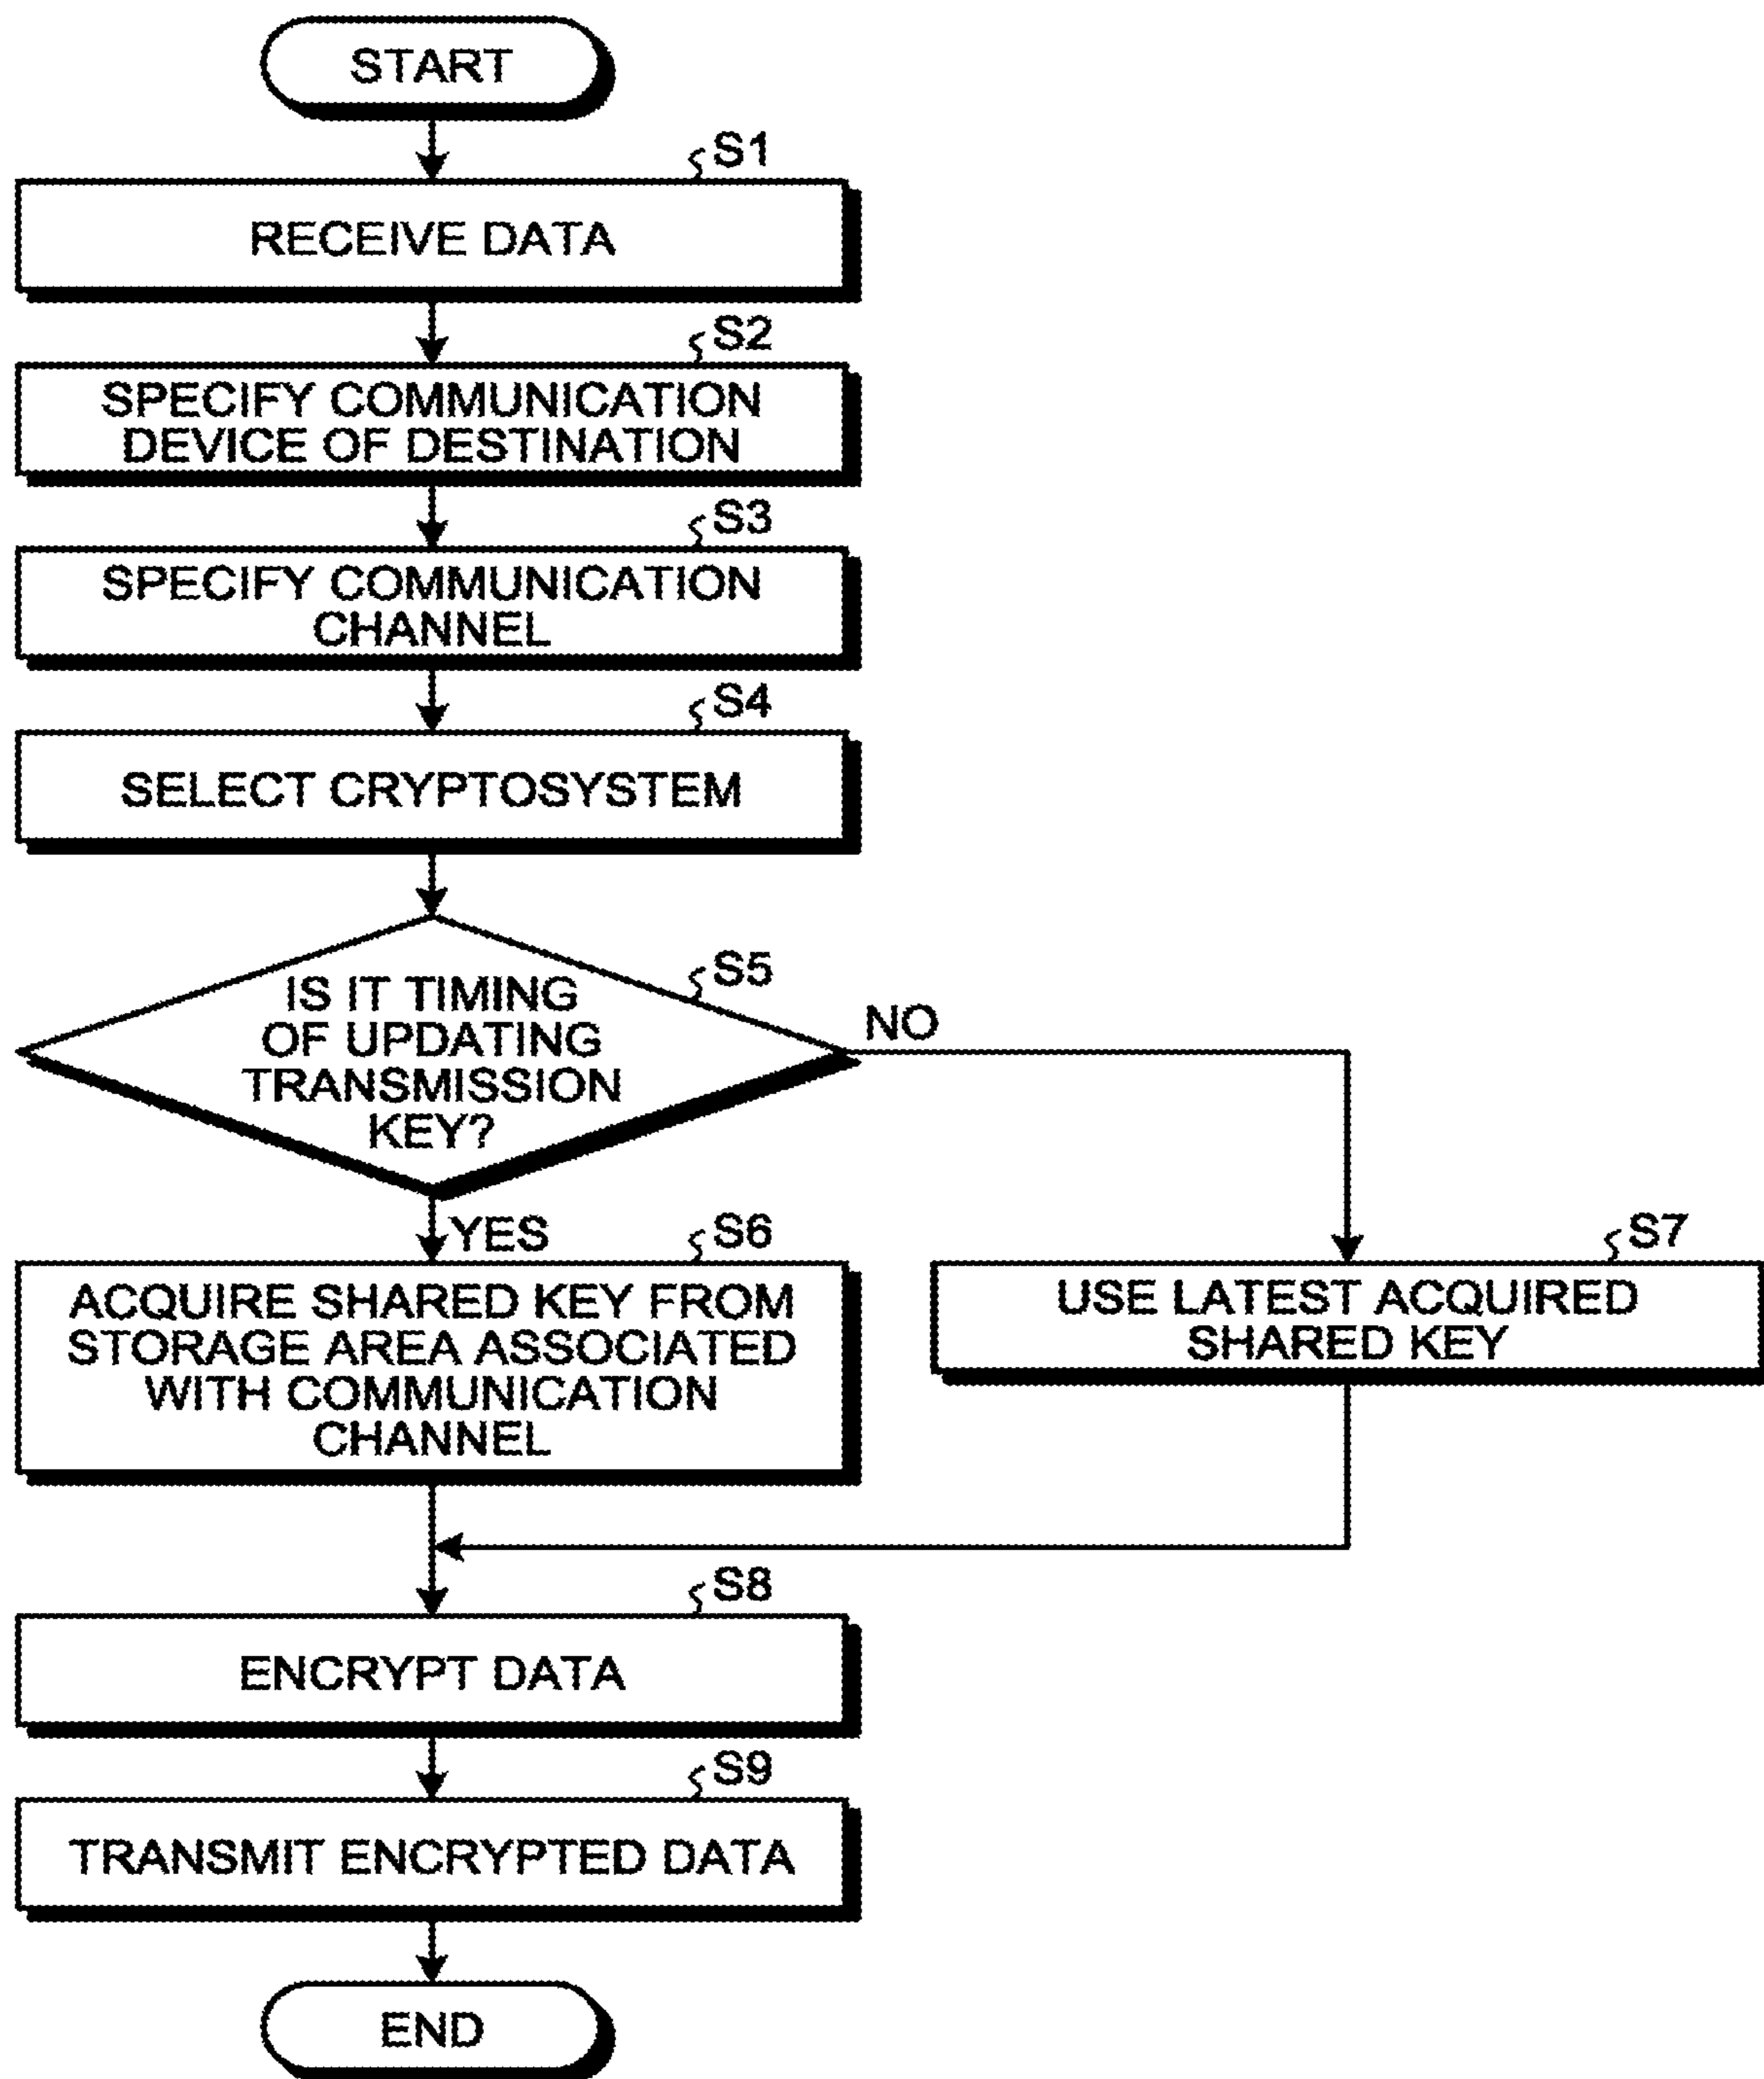 START
S1
RECEIVE DATA
S2
SPECIFY COMMUNICATION
DEVICE OF DESTINATION
S3
SPECIFY COMMUNICATION
CHANNEL
S4
SELECT CRYPTOSYSTEM
S5
IS IT TIMING
OF UPDATING
TRANSMISSION
KEY?
NO
YES
S6
ACQUIRE SHARED KEY FROM
STORAGE AREA ASSOCIATED
WITH COMMUNICATION
CHANNEL
S7
USE LATEST ACQUIRED
SHARED KEY
S8
ENCRYPT DATA
S9
TRANSMIT ENCRYPTED DATA
END